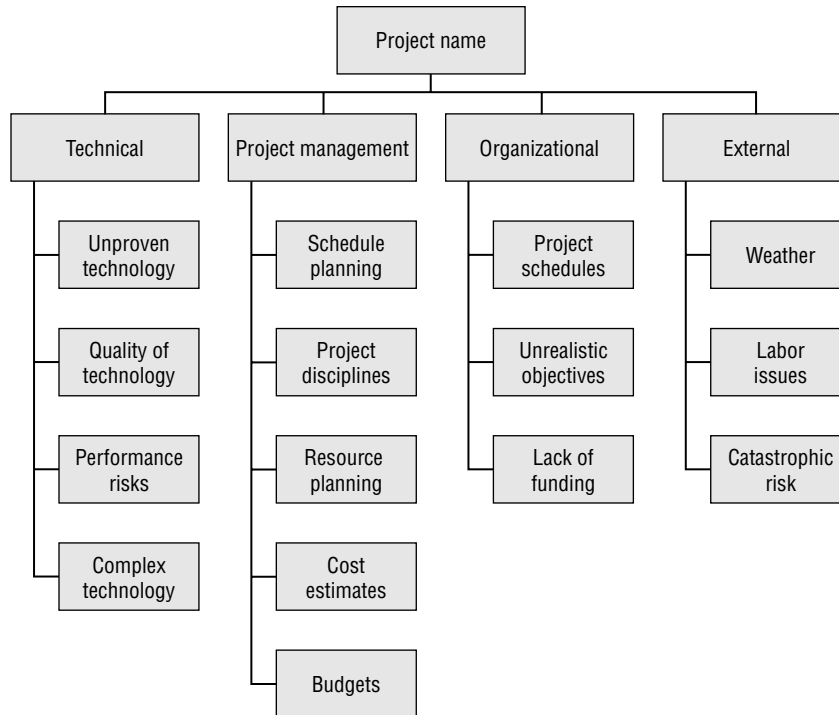 Project name
Technical
Project management
Organizational
External
Unproven
technology
Schedule
planning
Project
schedules
Weather
Quality of
technology
Project
disciplines
Unrealistic
objectives
Labor
issues
Performance
risks
Resource
planning
Lack of
funding
Catastrophic
risk
Complex
technology
Cost
estimates
Budgets